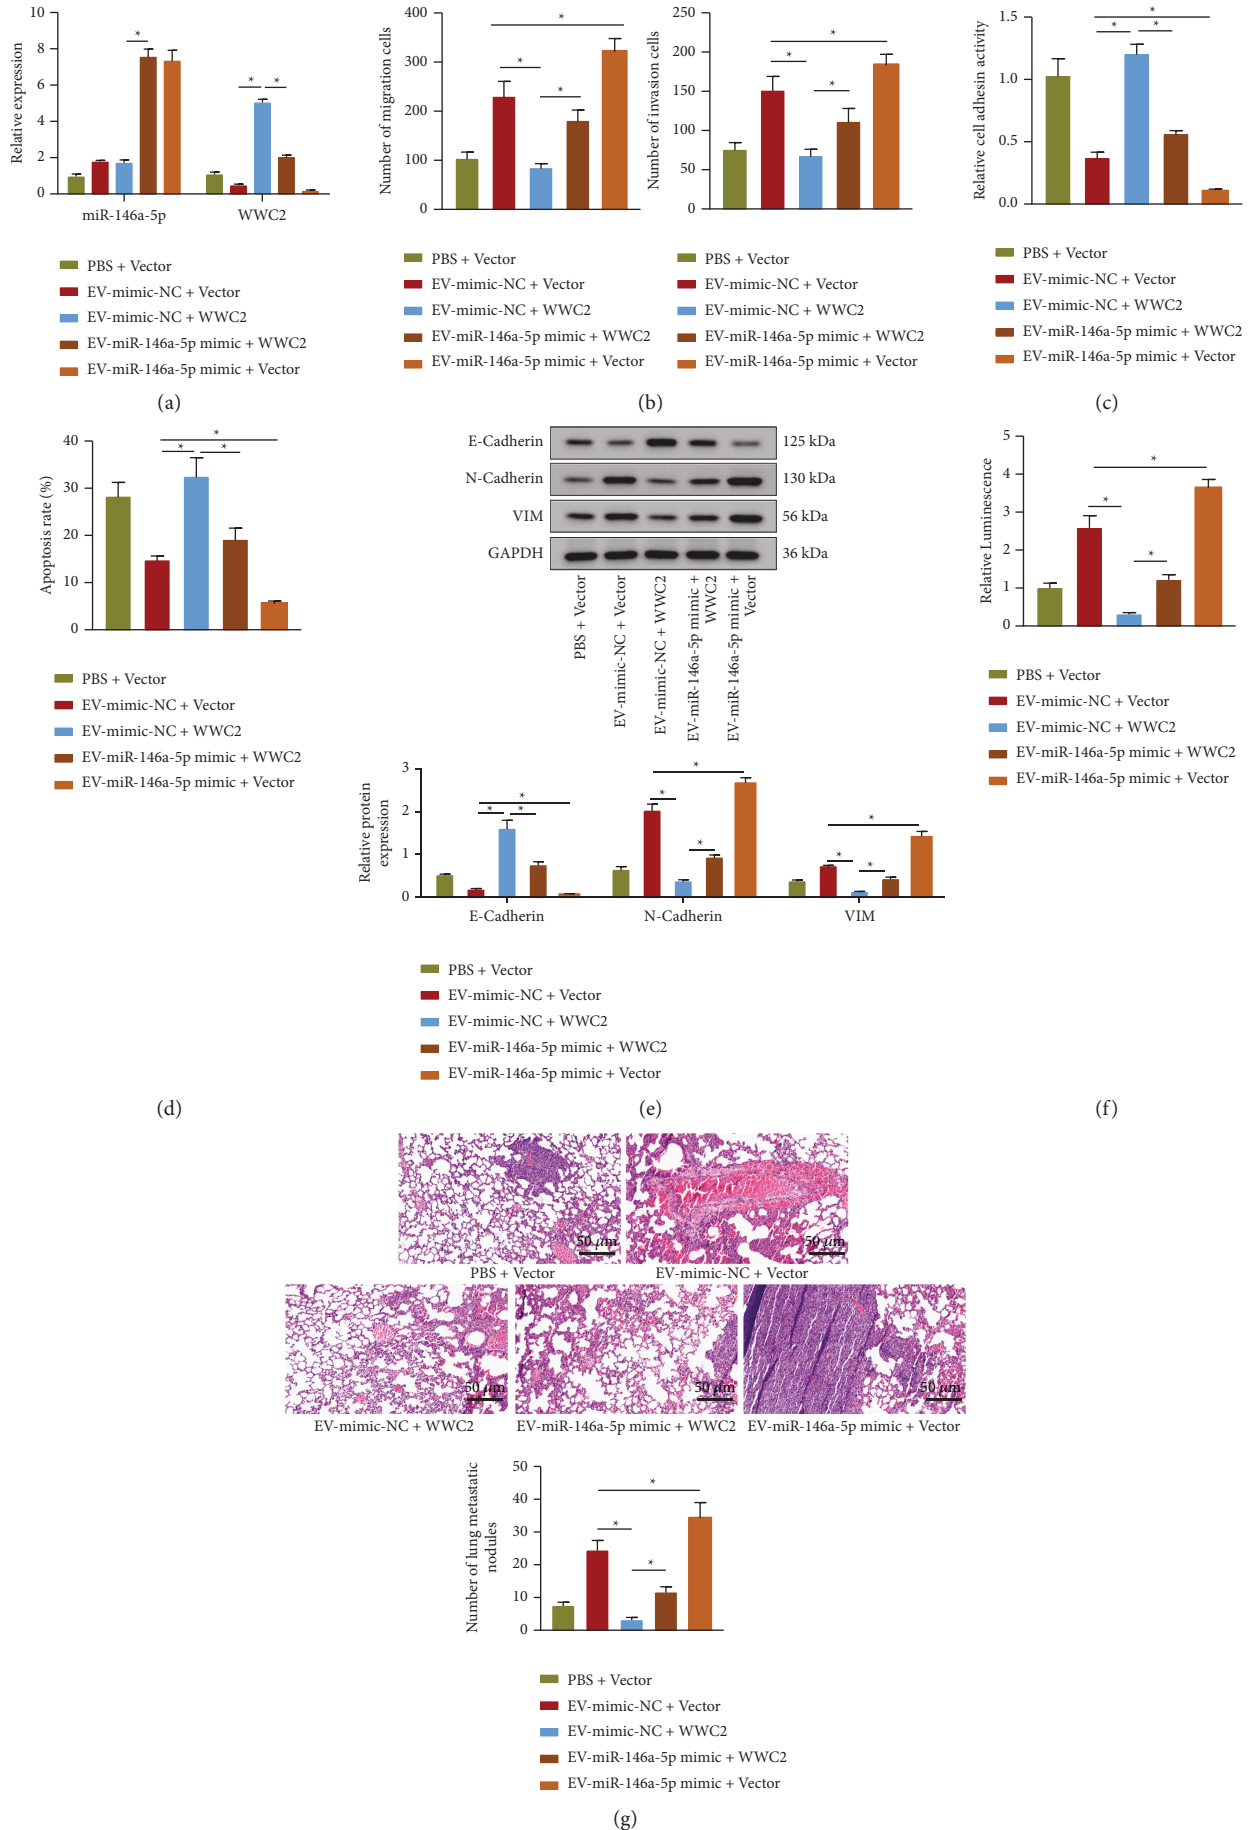 Relative expression
10
8
6
4
2
0
*
*
*
miR-146a-5p
WWC2
PBS + Vector
EV-mimic-NC + Vector
EV-mimic-NC + WWC2
EV-miR-146a-5p mimic + WWC2
EV-miR-146a-5p mimic + Vector
(a)
Number of migration cells
400
300
200
100
0
*
*
*
PBS + Vector
EV-mimic-NC + Vector
EV-mimic-NC + WWC2
EV-miR-146a-5p mimic + WWC2
EV-miR-146a-5p mimic + Vector
Number of invasion cells
250
200
150
100
50
0
*
*
*
PBS + Vector
EV-mimic-NC + Vector
EV-mimic-NC + WWC2
EV-miR-146a-5p mimic + WWC2
EV-miR-146a-5p mimic + Vector
(b)
Relative cell adhesin activity
1.5
1.0
0.5
0.0
*
*
*
PBS + Vector
EV-mimic-NC + Vector
EV-mimic-NC + WWC2
EV-miR-146a-5p mimic + WWC2
EV-miR-146a-5p mimic + Vector
(c)
Apoptosis rate (%)
40
30
20
10
0
*
*
*
PBS + Vector
EV-mimic-NC + Vector
EV-mimic-NC + WWC2
EV-miR-146a-5p mimic + WWC2
EV-miR-146a-5p mimic + Vector
(d)
E-Cadherin
125 kDa
N-Cadherin
130 kDa
VIM
56 kDa
GAPDH
36 kDa
PBS + Vector
EV-mimic-NC + Vector
EV-mimic-NC + WWC2
EV-miR-146a-5p mimic +
WWC2
EV-miR-146a-5p mimic +
Vector
Relative protein
expression
3
2
1
0
*
*
*
*
*
*
*
*
*
E-Cadherin
N-Cadherin
VIM
PBS + Vector
EV-mimic-NC + Vector
EV-mimic-NC + WWC2
EV-miR-146a-5p mimic + WWC2
EV-miR-146a-5p mimic + Vector
(e)
Relative Luminescence
5
4
3
2
1
0
*
*
*
PBS + Vector
EV-mimic-NC + Vector
EV-mimic-NC + WWC2
EV-miR-146a-5p mimic + WWC2
EV-miR-146a-5p mimic + Vector
(f)
50 μm
PBS + Vector
50 μm
EV-mimic-NC + Vector
50 μm
EV-mimic-NC + WWC2
50 μm
EV-miR-146a-5p mimic + WWC2
50 μm
EV-miR-146a-5p mimic + Vector
Number of lung metastatic
nodules
50
40
30
20
10
0
*
*
*
PBS + Vector
EV-mimic-NC + Vector
EV-mimic-NC + WWC2
EV-miR-146a-5p mimic + WWC2
EV-miR-146a-5p mimic + Vector
(g)